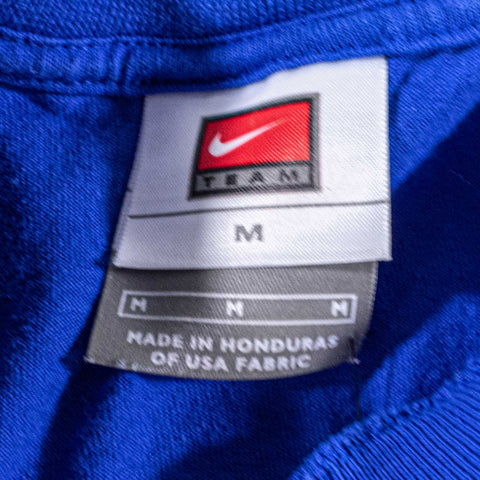 TEAM
M
M M M
MADE IN HONDURAS
OF USA FABRIC